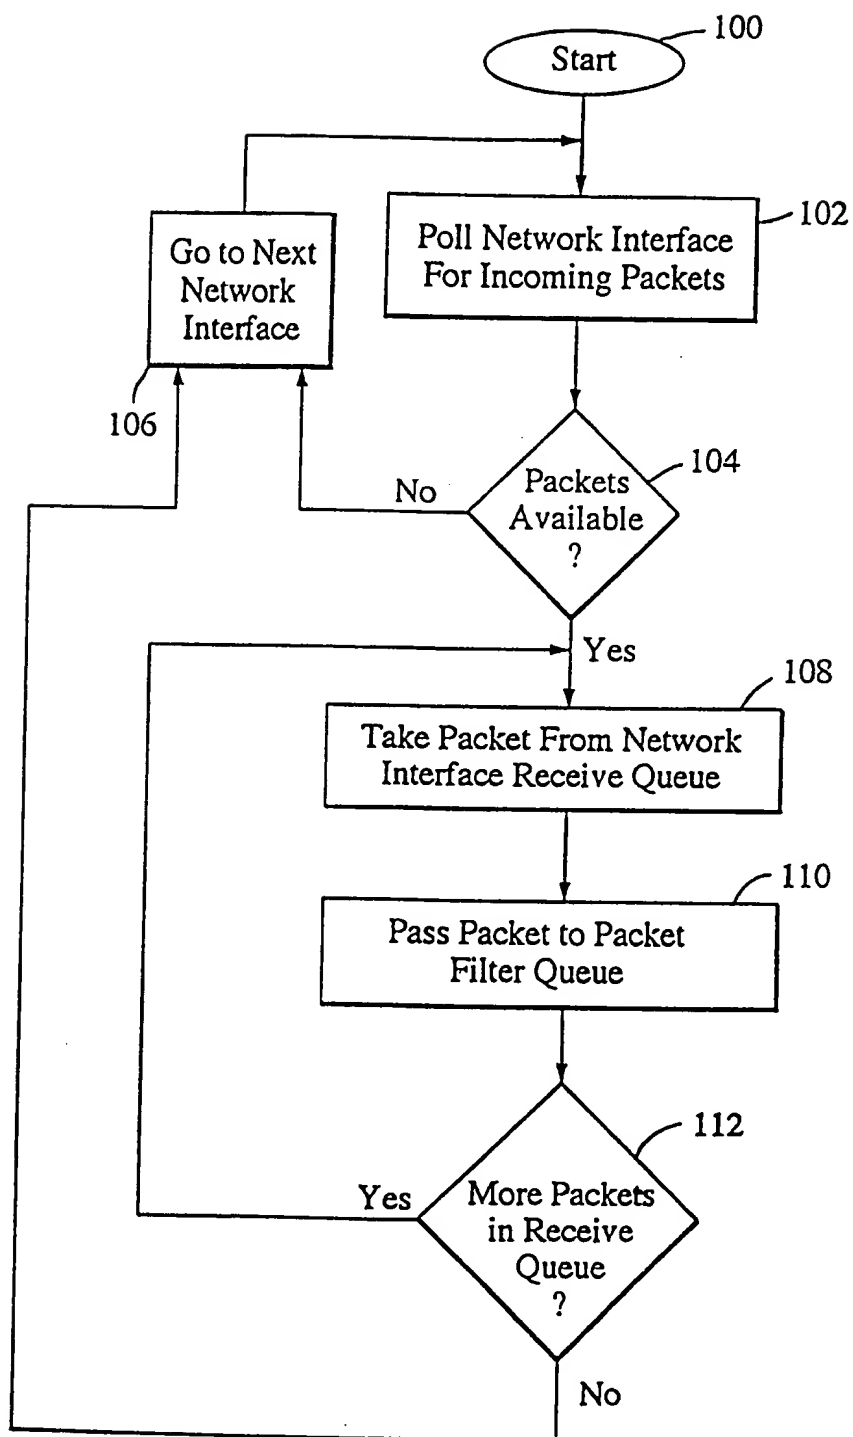 100
Start
102
Poll Network Interface
For Incoming Packets
Go to Next
Network
Interface
106
104
Packets
Available
?
No
Yes
108
Take Packet From Network
Interface Receive Queue
110
Pass Packet to Packet
Filter Queue
112
More Packets
in Receive
Queue
?
Yes
No